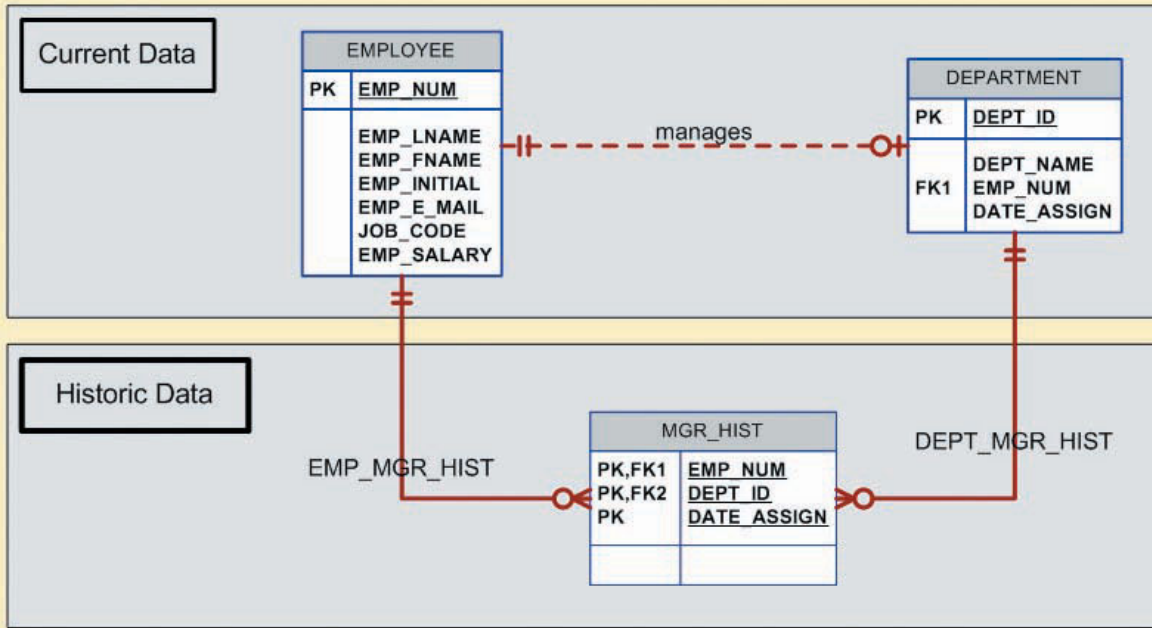 Current Data
EMPLOYEE
PK EMP_NUM
EMP_LNAME
EMP_FNAME
EMP_INITIAL
EMP_E_MAIL
JOB_CODE
EMP_SALARY
manages
DEPARTMENT
PK DEPT_ID
DEPT_NAME
FK1 EMP_NUM
DATE_ASSIGN
Historic Data
EMP_MGR_HIST
MGR_HIST
PK,FK1 EMP_NUM
PK,FK2 DEPT_ID
PK DATE_ASSIGN
DEPT_MGR_HIST